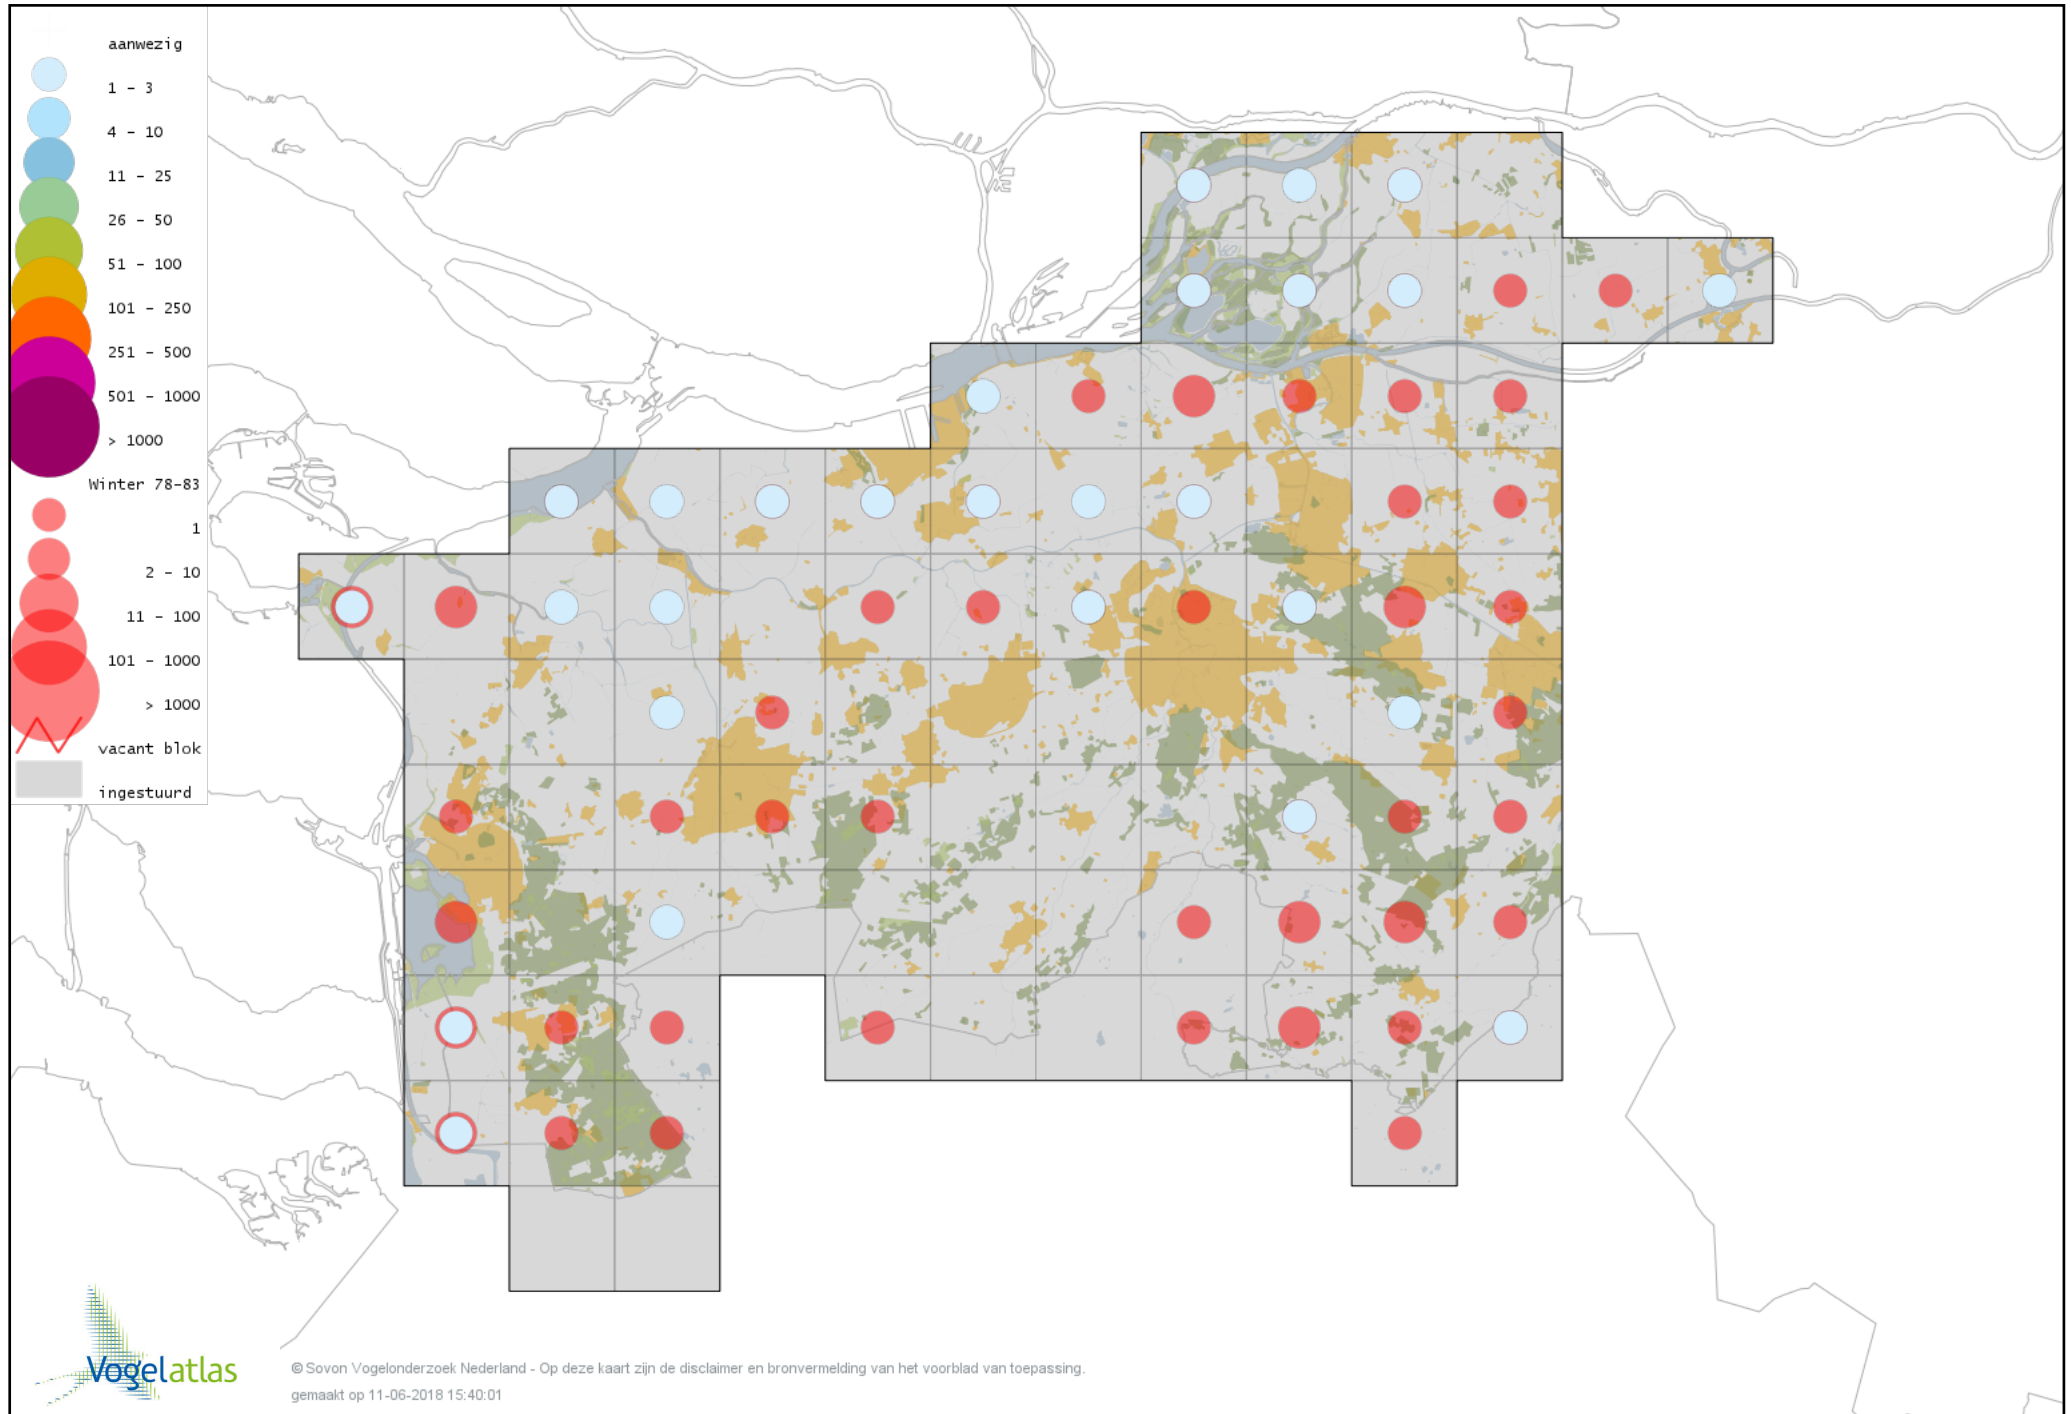 aanwezig
1 - 3
4 - 10
11 - 25
26 - 50
51 - 100
101 - 250
251 - 500
501 - 1000
> 1000
Winter 78-83
1
2 - 10
11 - 100
101 - 1000
> 1000
vacant blok
ingestuurd
Vogelatlas
© Sovon Vogelonderzoek Nederland - Op deze kaart zijn de disclaimer en bronvermelding van het voorblad van toepassing.
gemaakt op 11-06-2018 15:40:01